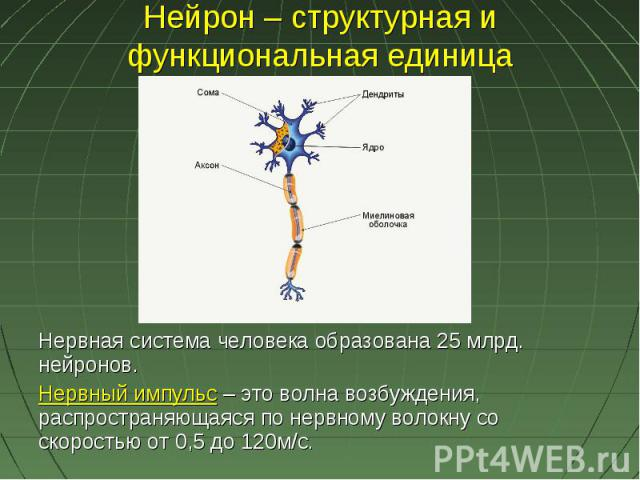 Нейрон – структурная и
функциональная единица
Сома
Дендриты
Ядро
Аксон
Миелиновая
оболочка
Нервная система человека образована 25 млрд.
нейронов.
Нервный импульс – это волна возбуждения,
распространяющаяся по нервному волокну со
скоростью от 0,5 до 120м/с.
PPt4WEB.ru